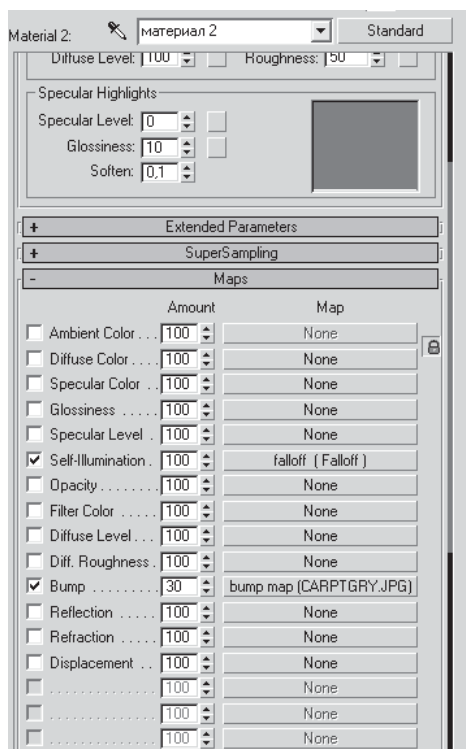 Material 2: материал 2 Standard
Diffuse Level: 100 Roughness: 50
Specular Highlights
Specular Level: 0
Glossiness: 10
Soften: 0,1
+ Extended Parameters
+ SuperSampling
- Maps
Amount Map
Ambient Color . . . 100 None
Diffuse Color . . . . 100 None
Specular Color . . 100 None
Glossiness . . . . . 100 None
Specular Level . 100 None
Self-Illumination . 100 falloff ( Falloff )
Opacity . . . . . . . . 100 None
Filter Color . . . . . 100 None
Diffuse Level . . . 100 None
Diff. Roughness . 100 None
Bump . . . . . . . . . 30 bump map (CARPTGRY.JPG)
Reflection . . . . . . 100 None
Refraction . . . . . 100 None
Displacement . . 100 None
. . . . . . . . . . . . . . 100 None
. . . . . . . . . . . . . . 100 None
. . . . . . . . . . . . . . 100 None